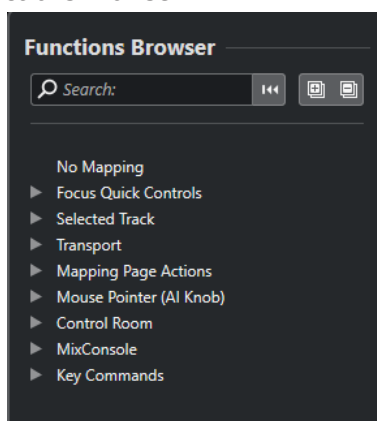 Functions Browser
Search:
No Mapping
Focus Quick Controls
Selected Track
Transport
Mapping Page Actions
Mouse Pointer (AI Knob)
Control Room
MixConsole
Key Commands